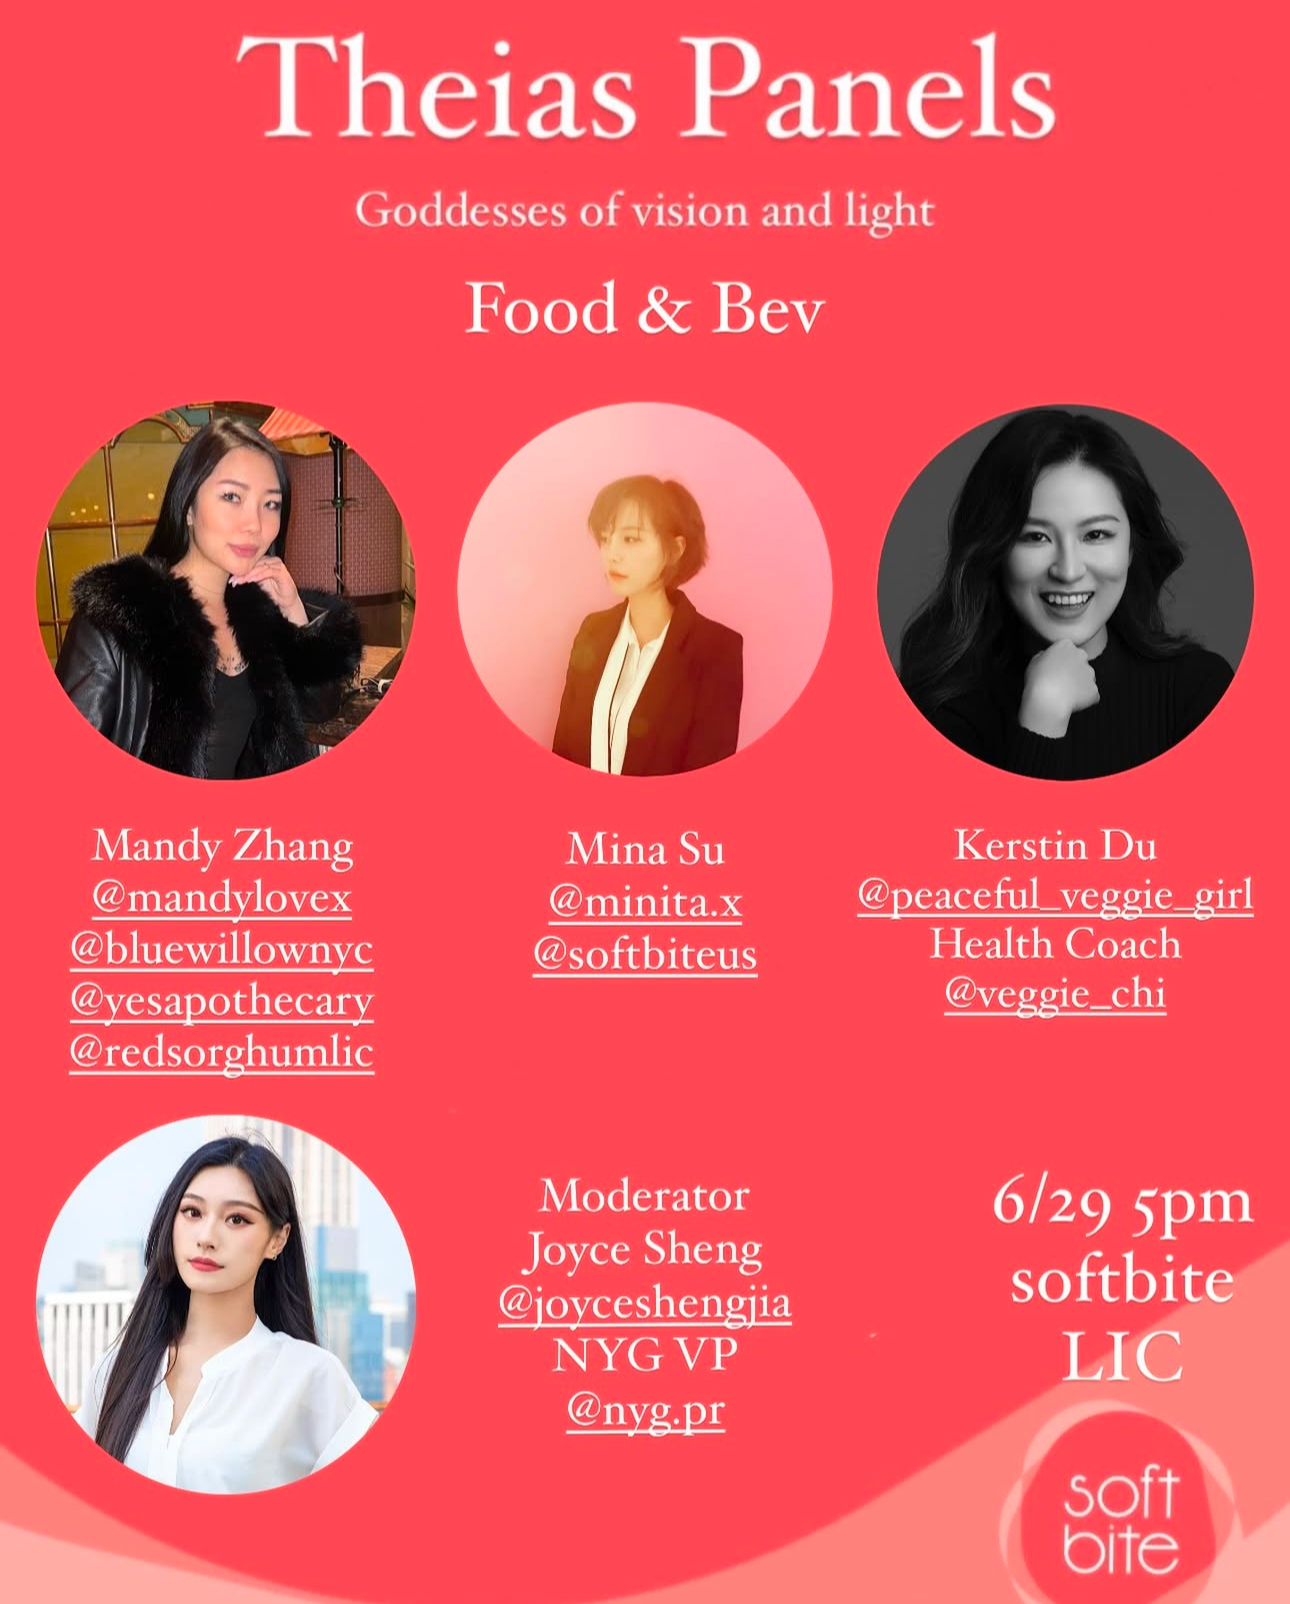 Theias Panels
Goddesses of vision and light
Food & Bev
Mandy Zhang
@mandylovex
@bluewillownyc
@yesapothecary
@redsorghumlic
Mina Su
@minita.x
@softbiteus
Kerstin Du
@peaceful_veggie_girl
Health Coach
@veggie_chi
Moderator
Joyce Sheng
@joyceshengjia
NYG VP
@nyg.pr
6/29 5pm
softbite
LIC
soft
bite